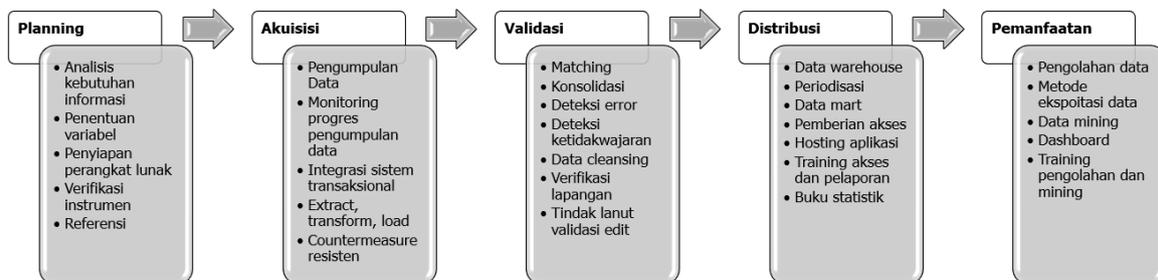 Planning
• Analisis
kebutuhan
informasi
• Penentuan
variabel
• Penyiapan
perangkat lunak
• Verifikasi
instrumen
• Referensi
Akuisisi
• Pengumpulan
Data
• Monitoring
progres
pengumpulan
data
• Integrasi sistem
transaksional
• Extract,
transform, load
• Countermeasure
resisten
Validasi
• Matching
• Konsolidasi
• Deteksi error
• Deteksi
ketidakwajaran
• Data cleansing
• Verifikasi
lapangan
• Tindak lanut
validasi edit
Distribusi
• Data warehouse
• Periodisasi
• Data mart
• Pemberian akses
• Hosting aplikasi
• Training akses
dan pelaporan
• Buku statistik
Pemanfaatan
• Pengolahan data
• Metode
ekspoitasi data
• Data mining
• Dashboard
• Training
pengolahan dan
mining